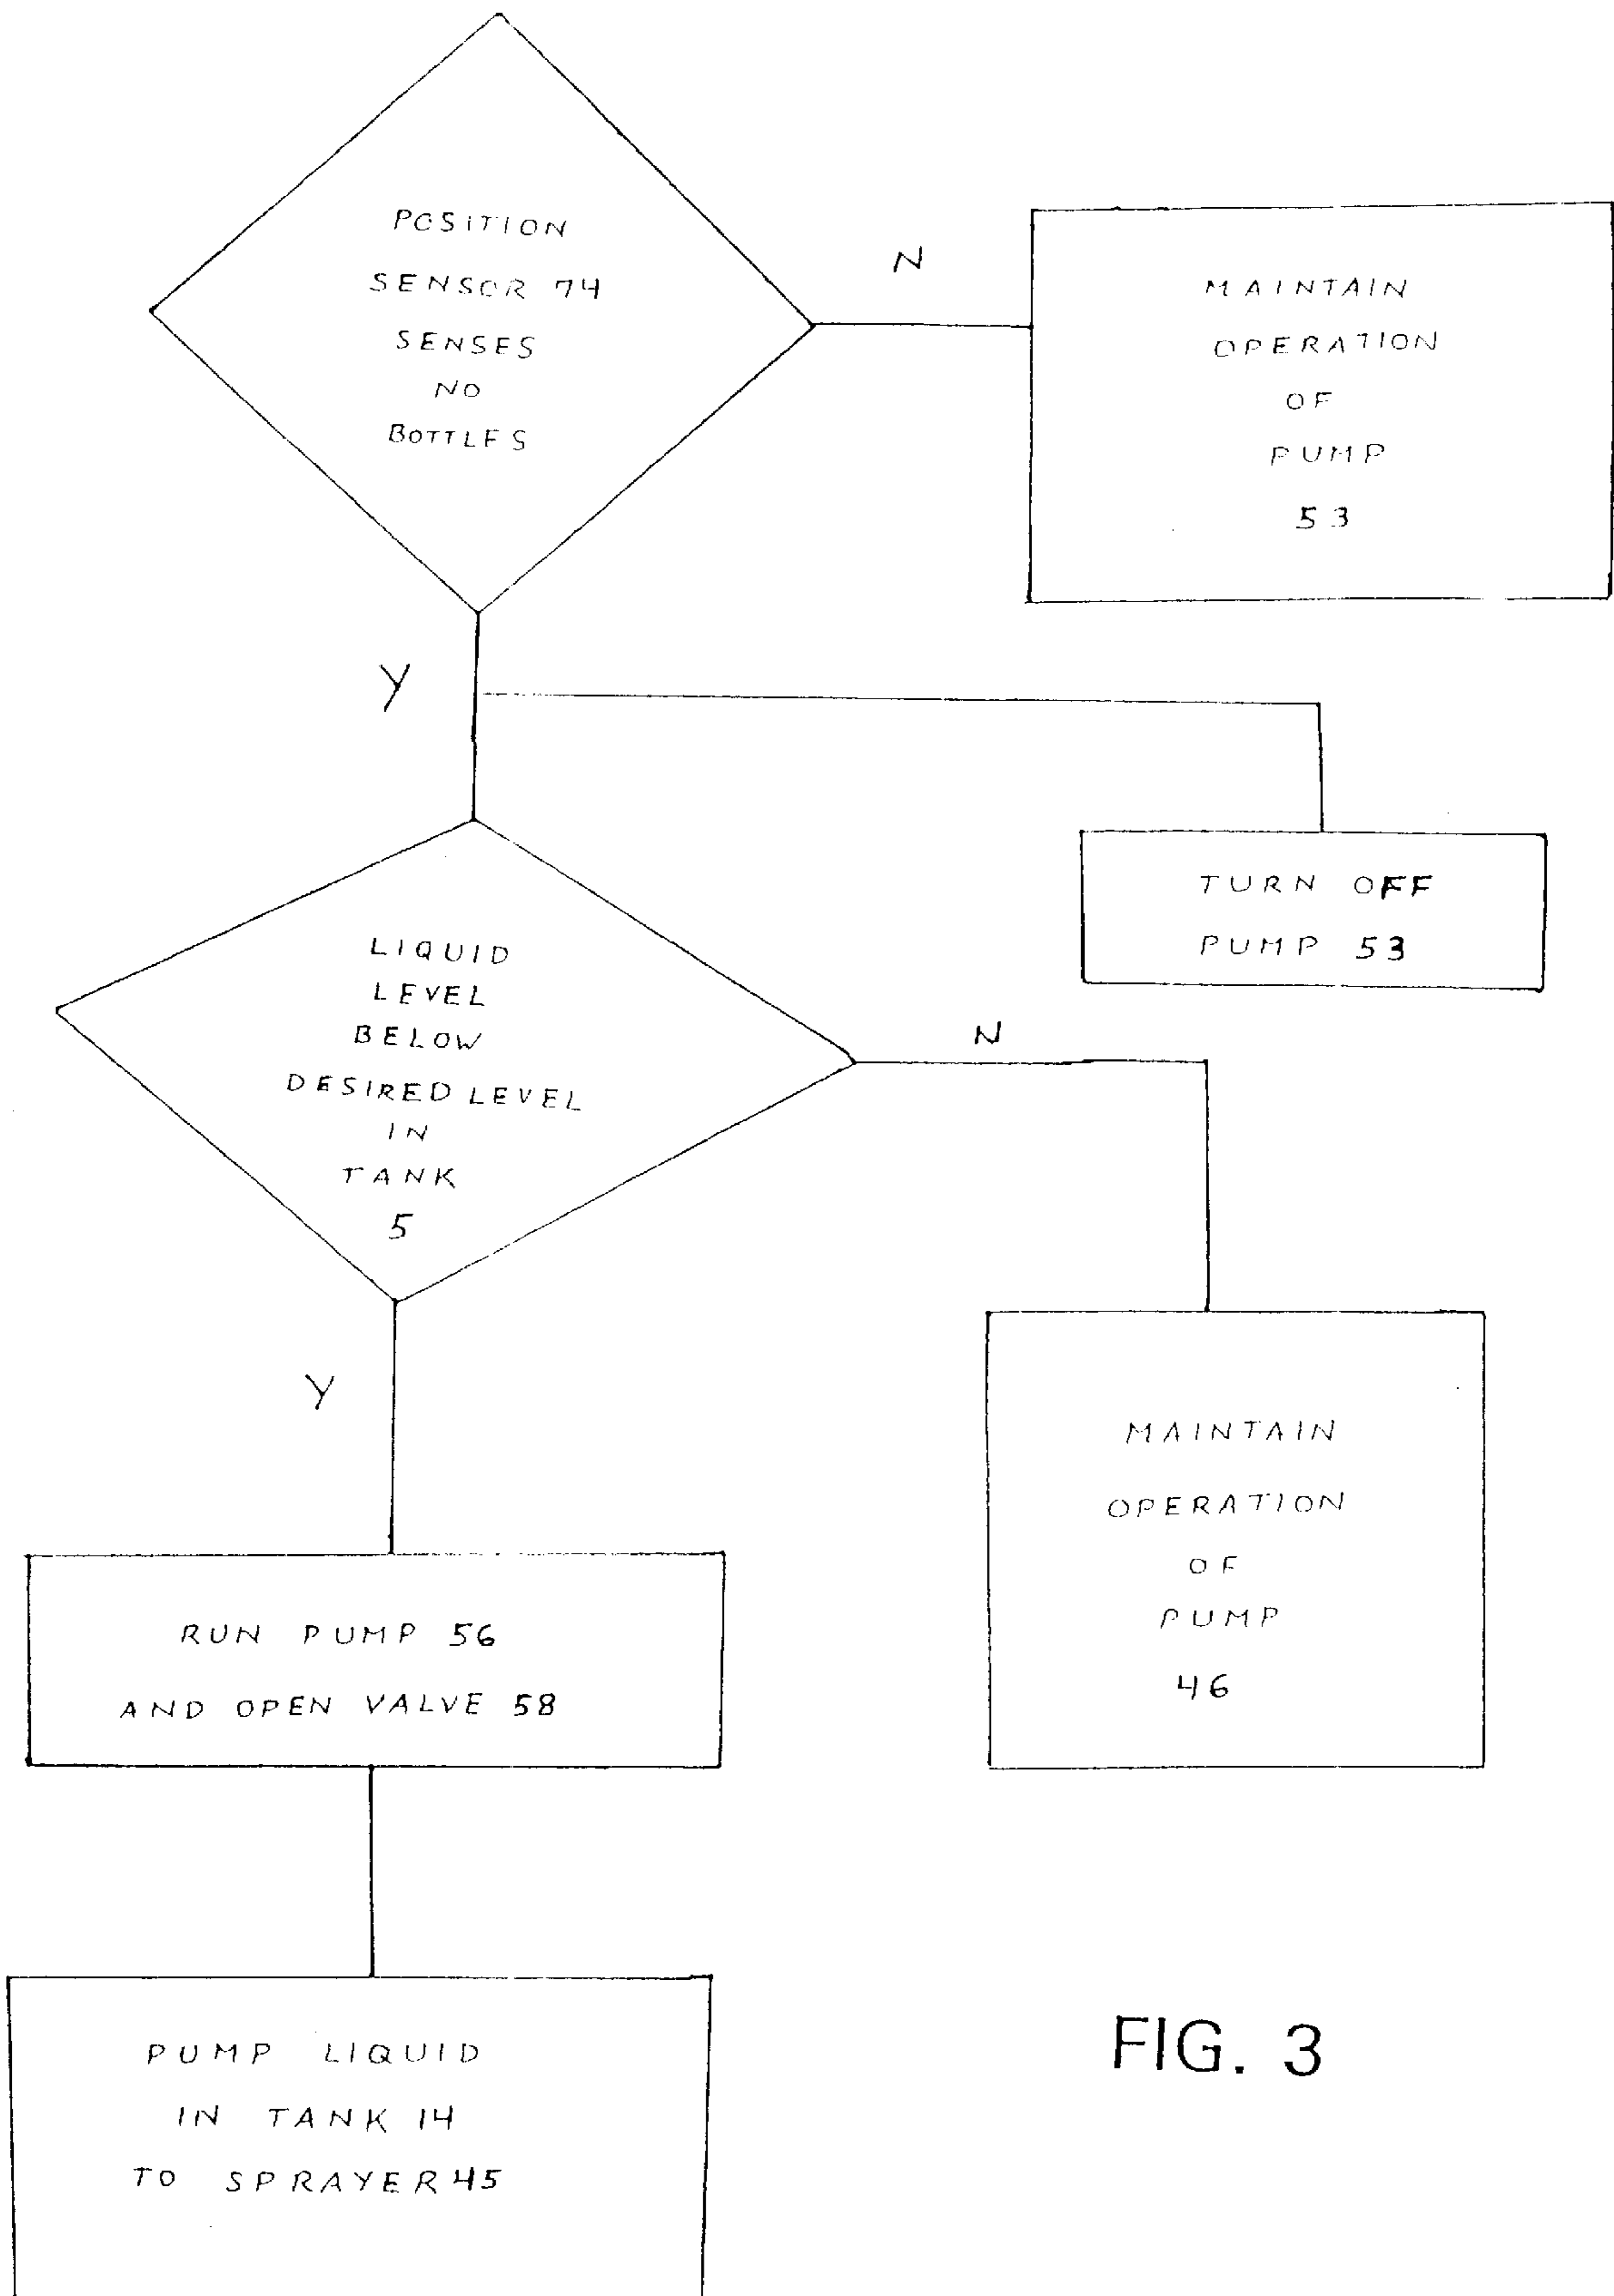 POSITION
SENSOR 74
SENSES
NO
BOTTLES
N
MAINTAIN
OPERATION
OF
PUMP
53
Y
TURN OFF
PUMP 53
LIQUID
LEVEL
BELOW
DESIRED LEVEL
IN
TANK
5
N
Y
MAINTAIN
OPERATION
OF
PUMP
46
RUN PUMP 56
AND OPEN VALVE 58
PUMP LIQUID
IN TANK 14
TO SPRAYER 45
FIG. 3